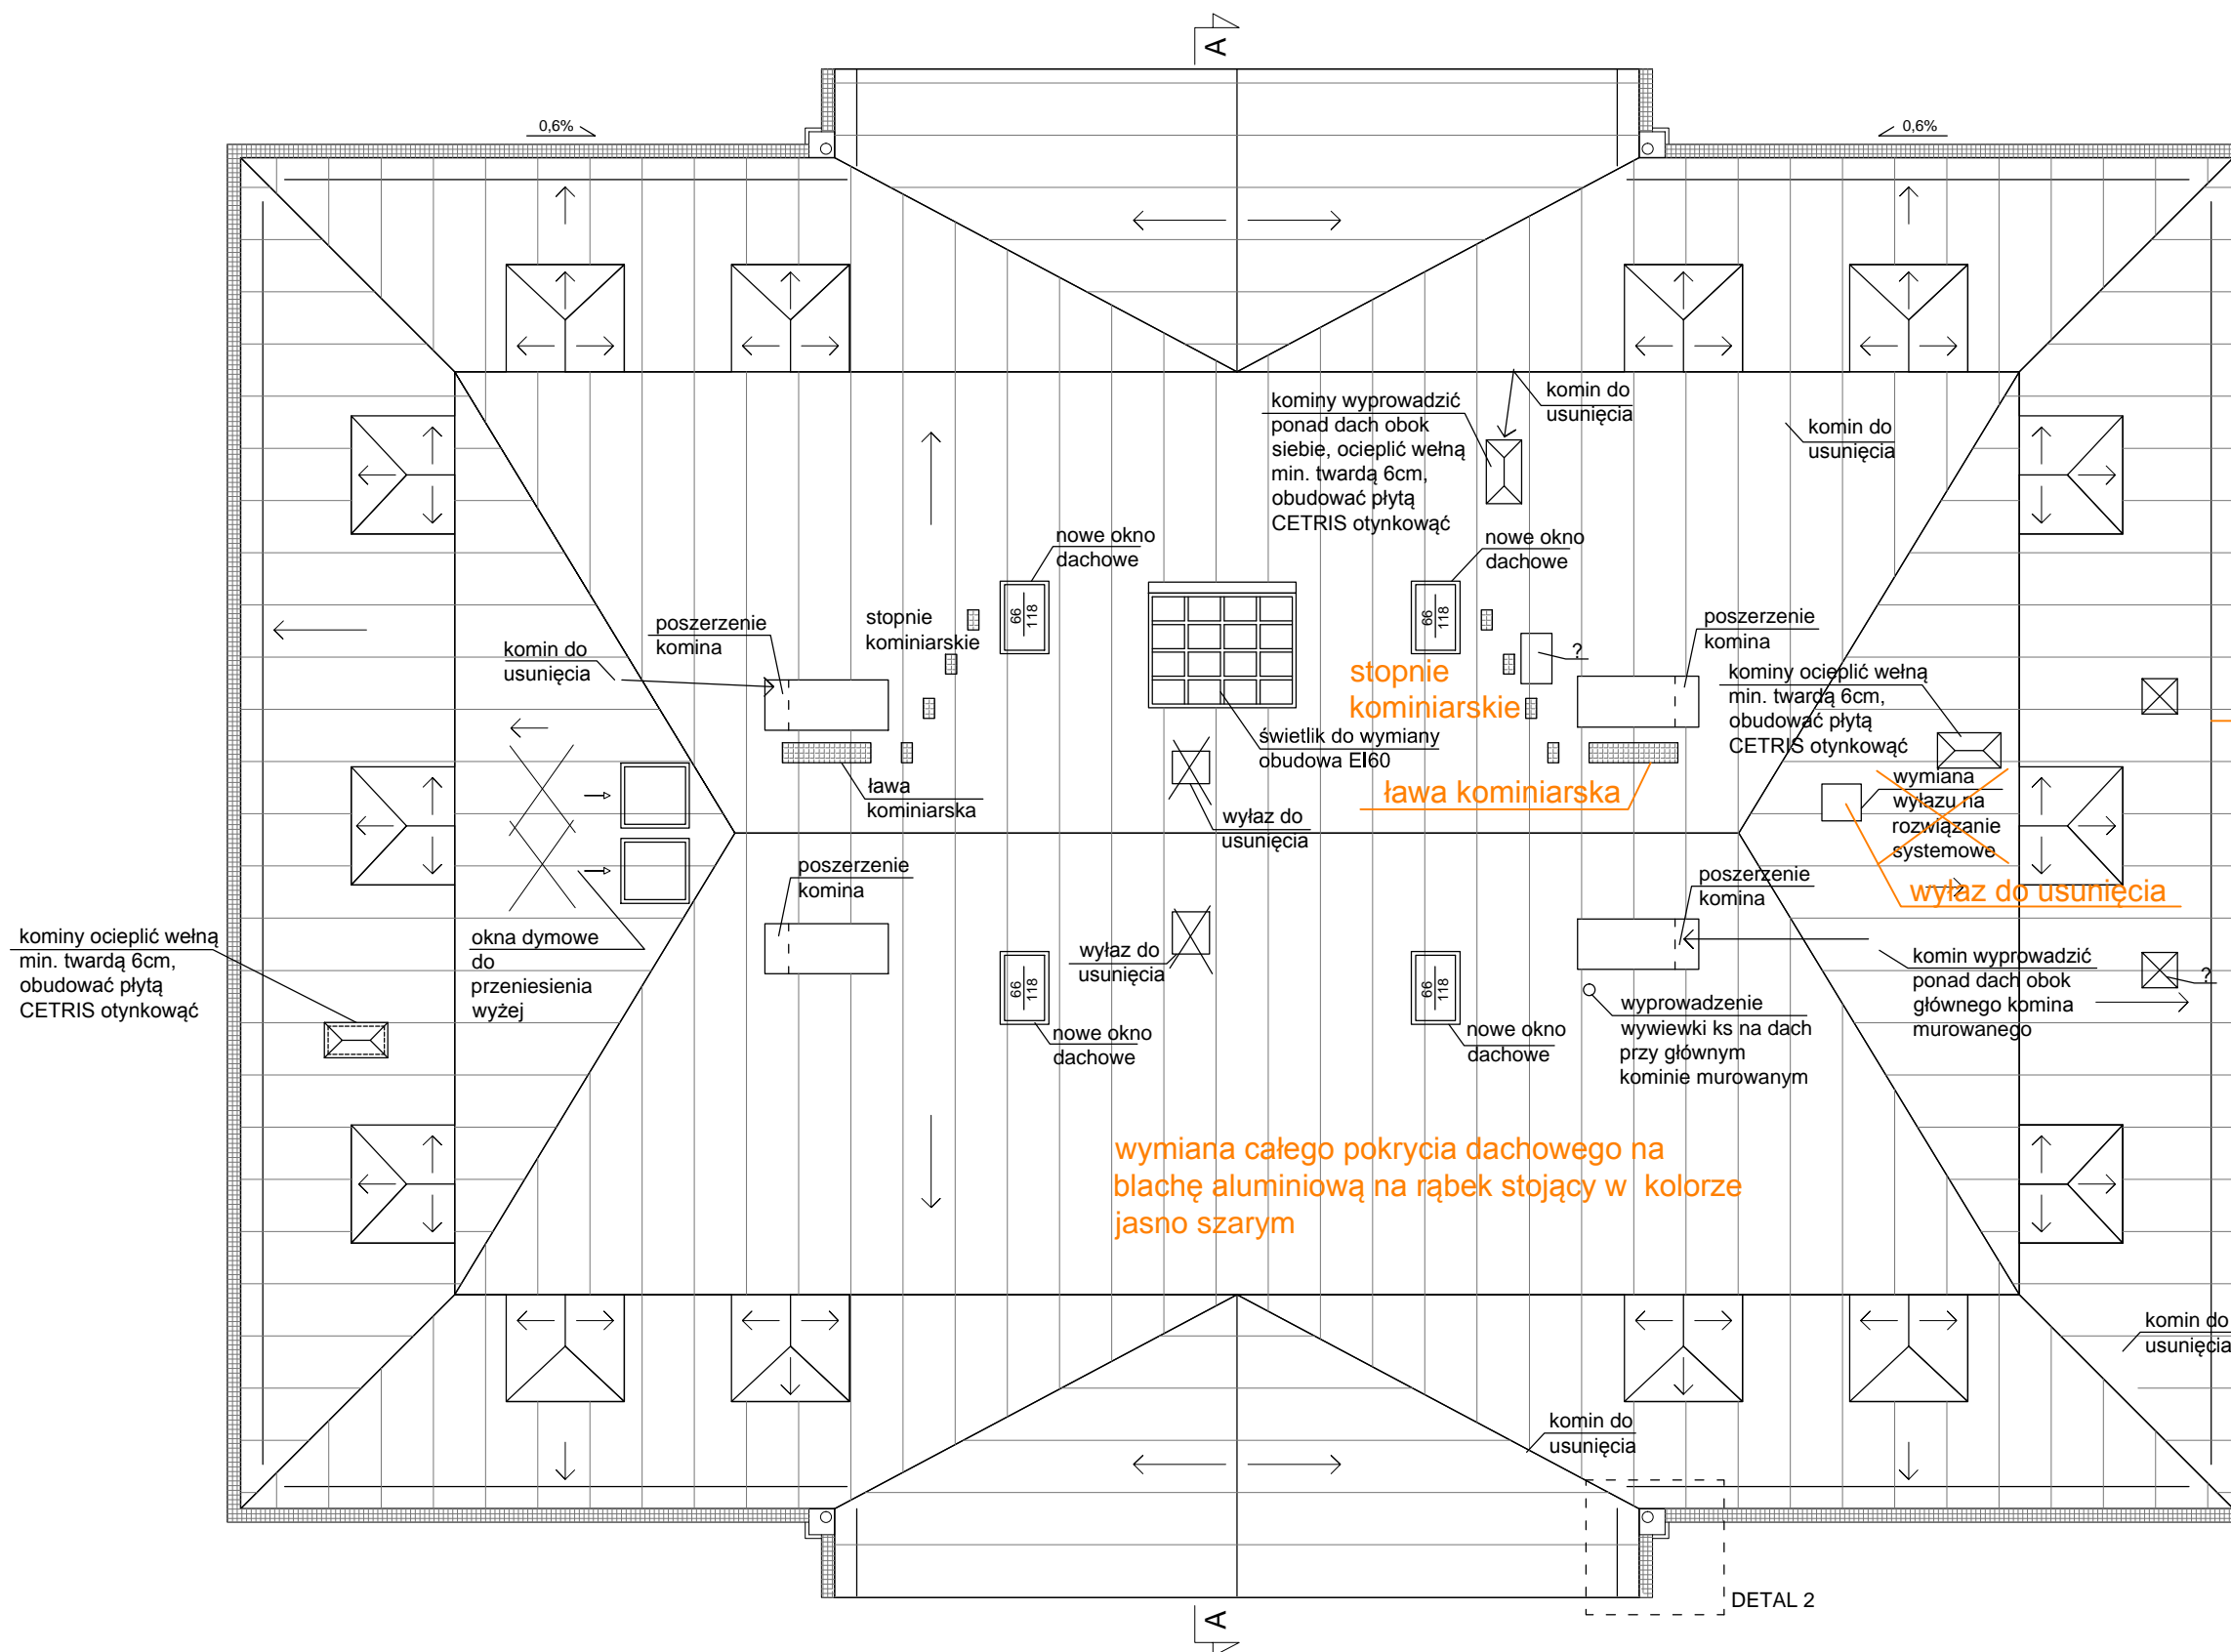 A
0,6%
0,6%
kominy wyprowadzić
ponad dach obok
siebie, ocieplić wełną
min. twardą 6cm,
obudować płytą
CETRIS otynkowąć
komin do
usunięcia
komin do
usunięcia
nowe okno
dachowe
nowe okno
dachowe
66
118
66
118
stopnie
kominiarskie
poszerzenie
komina
komin do
usunięcia
poszerzenie
komina
?
stopnie
kominiarskie
kominy ocieplić wełną
min. twardą 6cm,
obudować płytą
CETRIS otynkowąć
świetlik do wymiany
obudowa EI60
ława
kominiarska
ława kominiarska
wymiana
wyłazu na
rozwiązanie
systemowe
wyłaz do
usunięcia
poszerzenie
komina
poszerzenie
komina
wyłaz do usunięcia
kominy ocieplić wełną
min. twardą 6cm,
obudować płytą
CETRIS otynkowąć
okna dymowe
do
przeniesienia
wyżej
wyłaz do
usunięcia
komin wyprowadzić
ponad dach obok
głównego komina
murowanego
?
66
118
66
118
nowe okno
dachowe
nowe okno
dachowe
wyprowadzenie
wywiewki ks na dach
przy głównym
kominie murowanym
wymiana całego pokrycia dachowego na
blachę aluminiową na rąbek stojący w kolorze
jasno szarym
komin do
usunięcia
komin do
usunięcia
DETAL 2
A